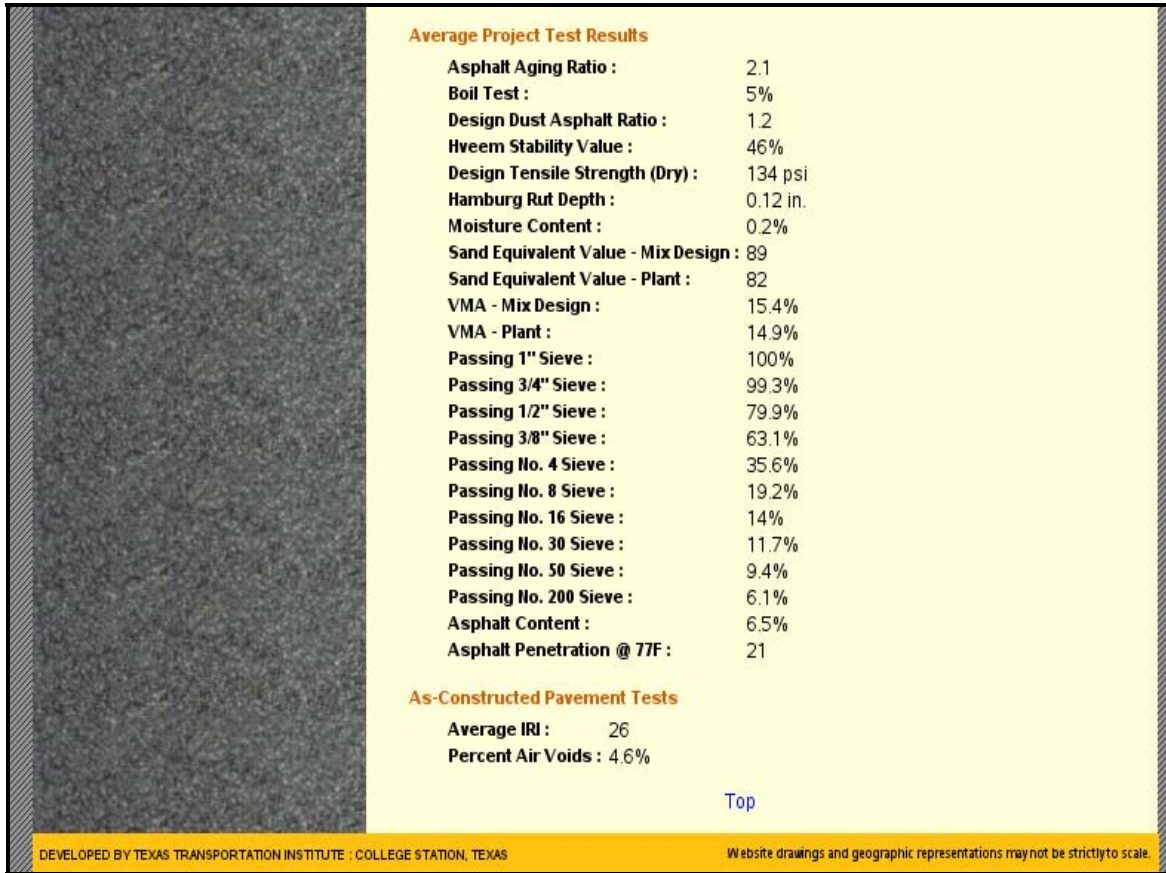 Average Project Test Results
Asphalt Aging Ratio : 2.1
Boil Test : 5%
Design Dust Asphalt Ratio : 1.2
Hveem Stability Value : 46%
Design Tensile Strength (Dry) : 134 psi
Hamburg Rut Depth : 0.12 in.
Moisture Content : 0.2%
Sand Equivalent Value - Mix Design : 89
Sand Equivalent Value - Plant : 82
VMA - Mix Design : 15.4%
VMA - Plant : 14.9%
Passing 1" Sieve : 100%
Passing 3/4" Sieve : 99.3%
Passing 1/2" Sieve : 79.9%
Passing 3/8" Sieve : 63.1%
Passing No. 4 Sieve : 35.6%
Passing No. 8 Sieve : 19.2%
Passing No. 16 Sieve : 14%
Passing No. 30 Sieve : 11.7%
Passing No. 50 Sieve : 9.4%
Passing No. 200 Sieve : 6.1%
Asphalt Content : 6.5%
Asphalt Penetration @ 77F : 21
As-Constructed Pavement Tests
Average IRI : 26
Percent Air Voids : 4.6%
Top
DEVELOPED BY TEXAS TRANSPORTATION INSTITUTE : COLLEGE STATION, TEXAS
Website drawings and geographic representations may not be strictly to scale.